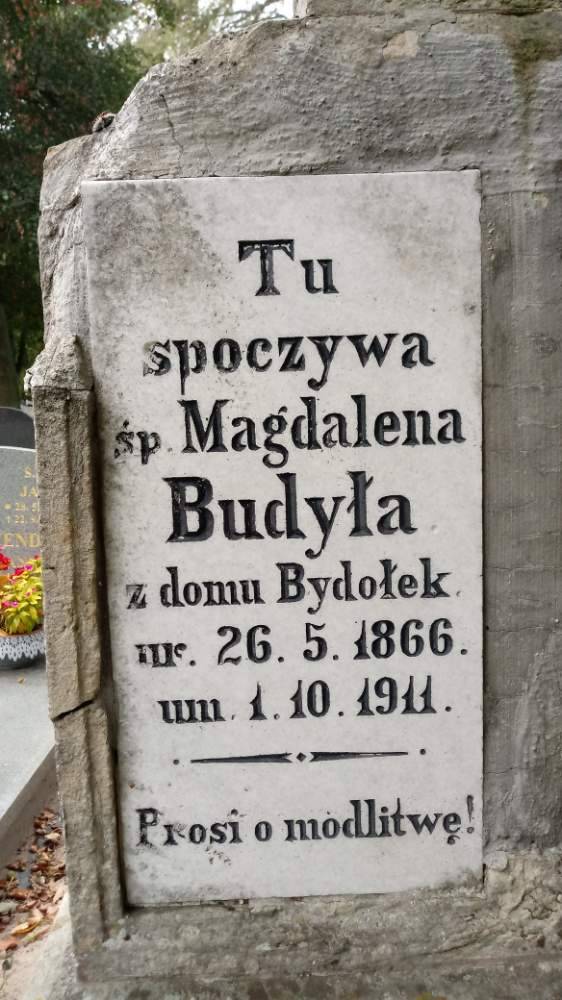 Tu
spoczywa
śp. Magdalena
Budyła
z domu Bydołek.
ur. 26. 5. 1866.
um. 1. 10. 1911.
Prosi o modlitwę!